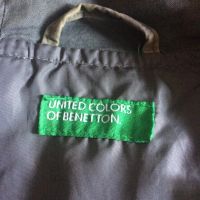 UNITED COLORS
OF BENETTON.